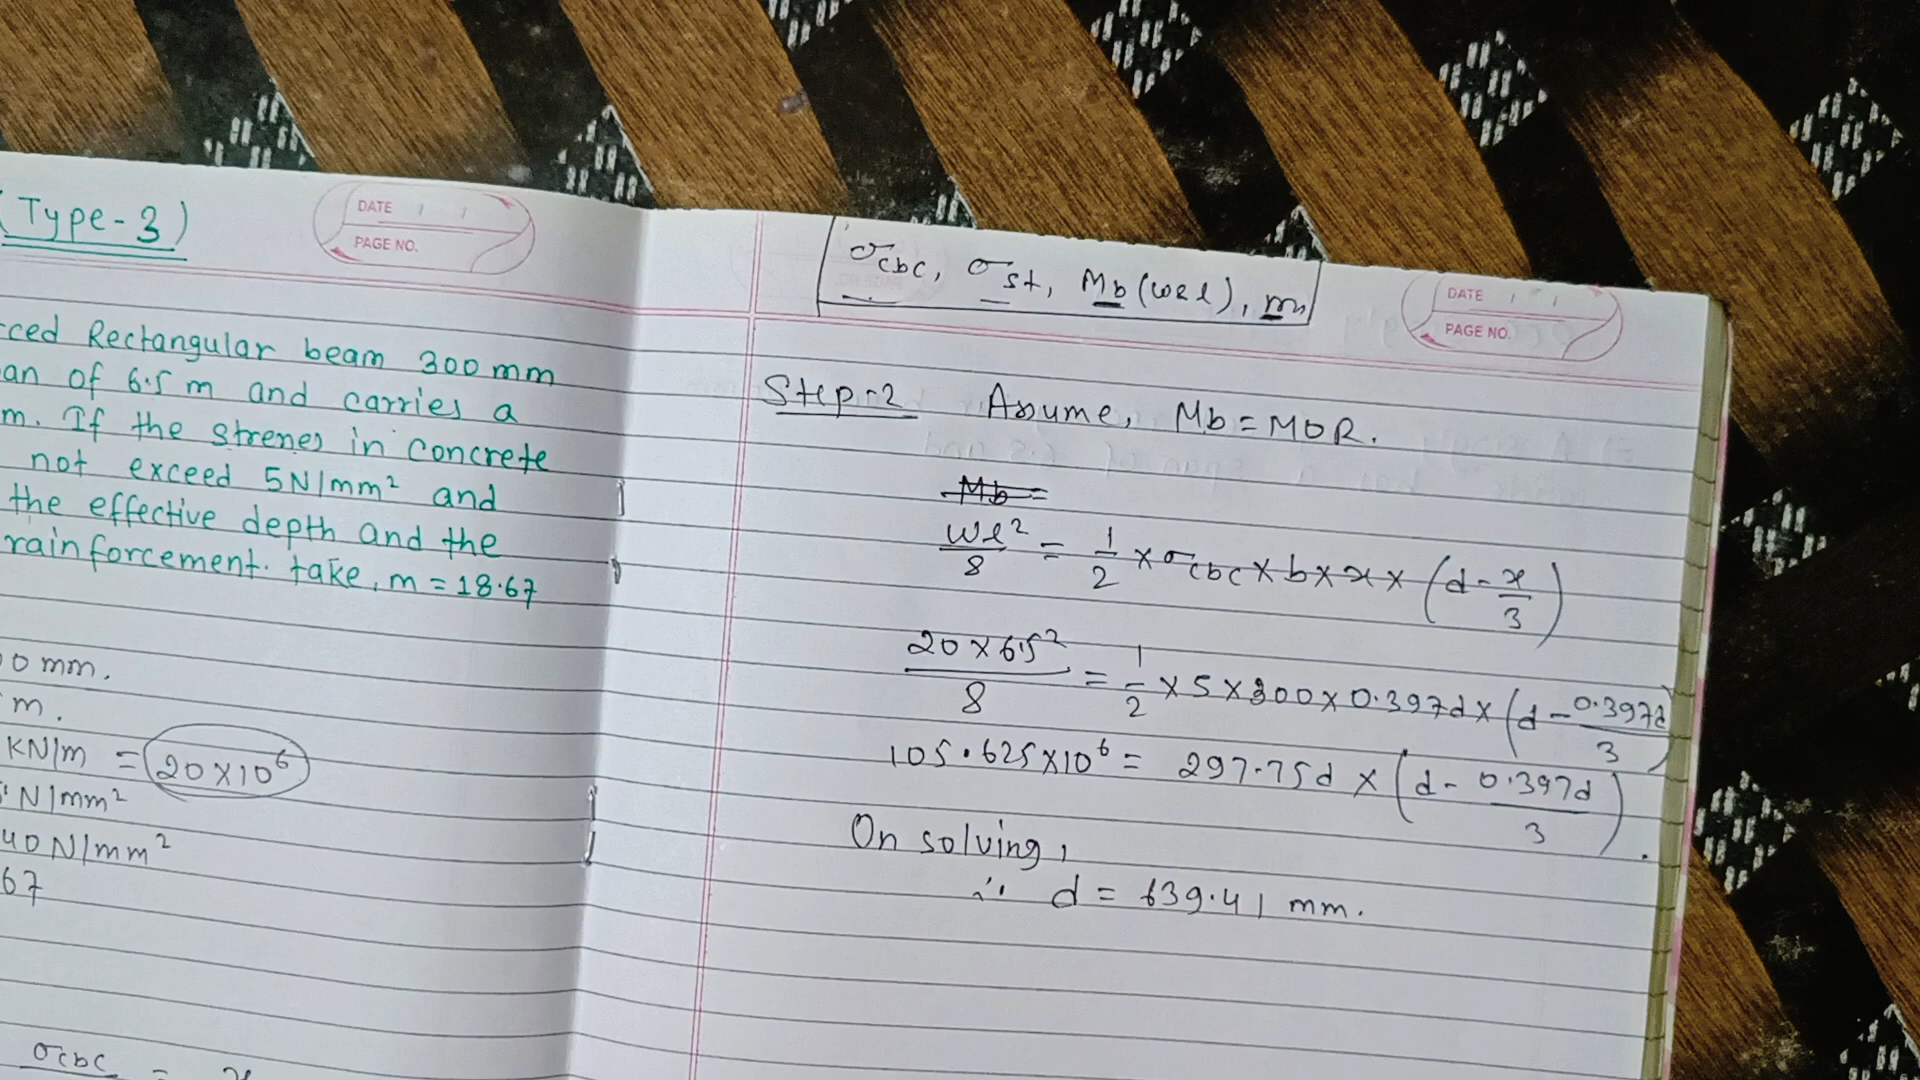 (Type-3)
DATE / /
PAGE NO.
ced Rectangular beam 300 mm
an of 6.5 m and carries a
m. If the stresses in concrete
not exceed 5N/mm² and
the effective depth and the
rainforcement. take, m = 18.67
0 mm.
m.
KN/m = 20×10⁶
N/mm²
40 N/mm²
67
σcbc
= x
σcbc, σst, Mb(w&l), m
DATE / /
PAGE NO.
Step-2 Assume, Mb = MOR.
Mb =
wl²/8 = 1/2 × σcbc × b × x × (d - x/3)
20 × 6.5²/8 = 1/2 × 5 × 300 × 0.397d × (d - 0.397d/3)
105.625×10⁶ = 297.75d × (d - 0.397d/3).
On solving,
∴ d = 639.41 mm.